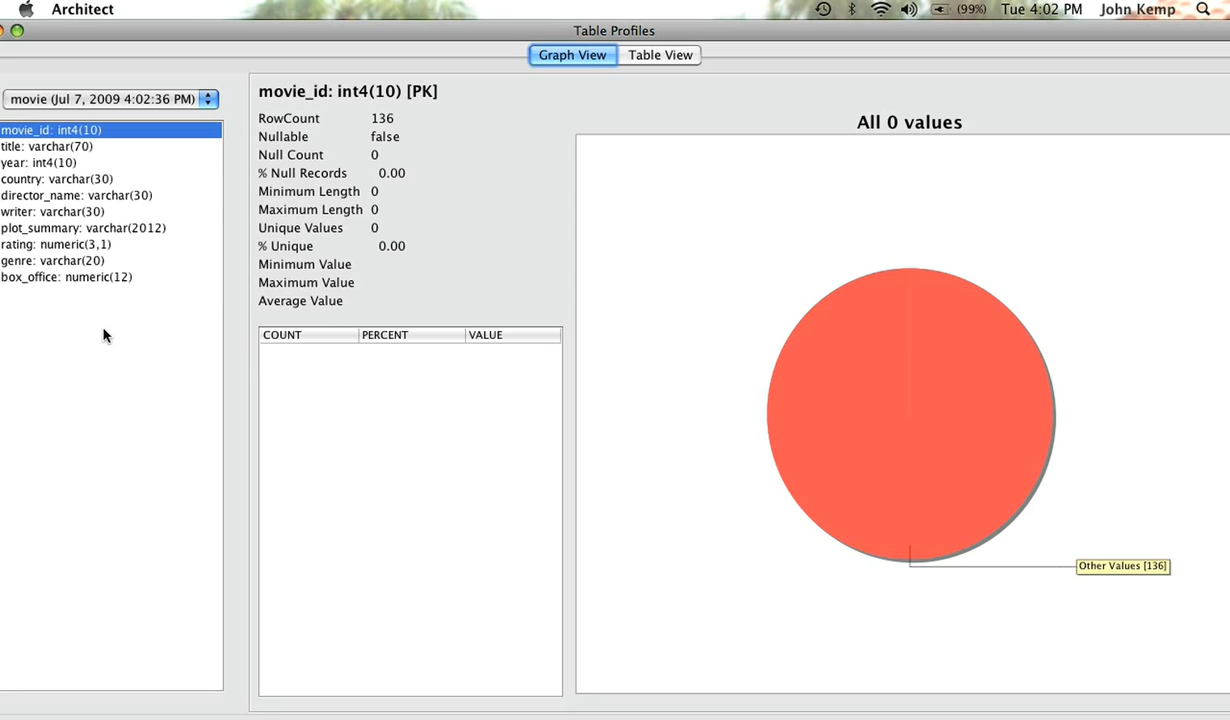 Architect
(99%)
Tue 4:02 PM
John Kemp
Table Profiles
Graph View
Table View
movie (Jul 7, 2009 4:02:36 PM)
movie_id: int4(10)
title: varchar(70)
year: int4(10)
country: varchar(30)
director_name: varchar(30)
writer: varchar(30)
plot_summary: varchar(2012)
rating: numeric(3,1)
genre: varchar(20)
box_office: numeric(12)
movie_id: int4(10) [PK]
RowCount 136
Nullable false
Null Count 0
% Null Records 0.00
Minimum Length 0
Maximum Length 0
Unique Values 0
% Unique 0.00
Minimum Value
Maximum Value
Average Value
COUNT PERCENT VALUE
All 0 values
Other Values [136]